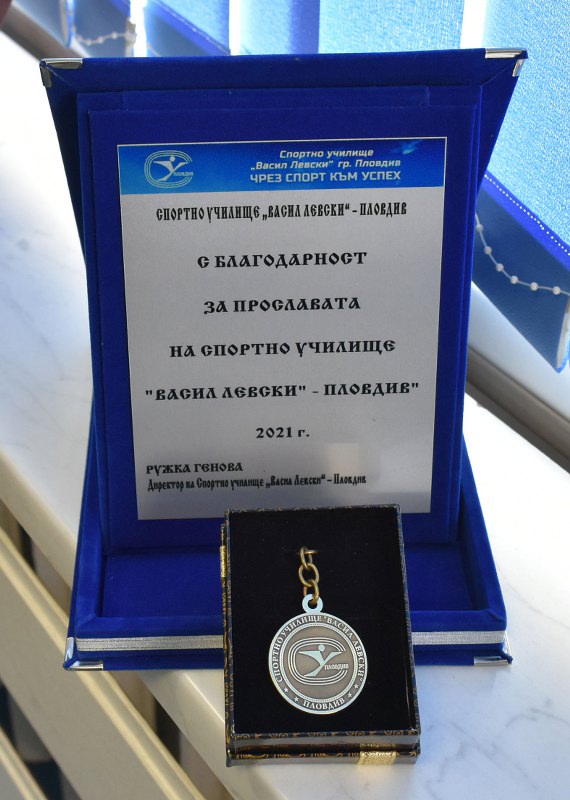 Спортно училище
„Васил Левски“ гр. Пловдив
ЧРЕЗ СПОРТ КЪМ УСПЕХ
ПЛОВДИВ
СПОРТНО УЧИЛИЩЕ „ВАСИЛ ЛЕВСКИ“ – ПЛОВДИВ
С БЛАГОДАРНОСТ
ЗА ПРОСЛАВАТА
НА СПОРТНО УЧИЛИЩЕ
"ВАСИЛ ЛЕВСКИ" - ПЛОВДИВ"
2021 г.
РУЖКА ГЕНОВА
Директор на Спортно училище „Васил Левски“ – Пловдив
СПОРТНО УЧИЛИЩЕ "ВАСИЛ ЛЕВСКИ"
ПЛОВДИВ
ПЛОВДИВ